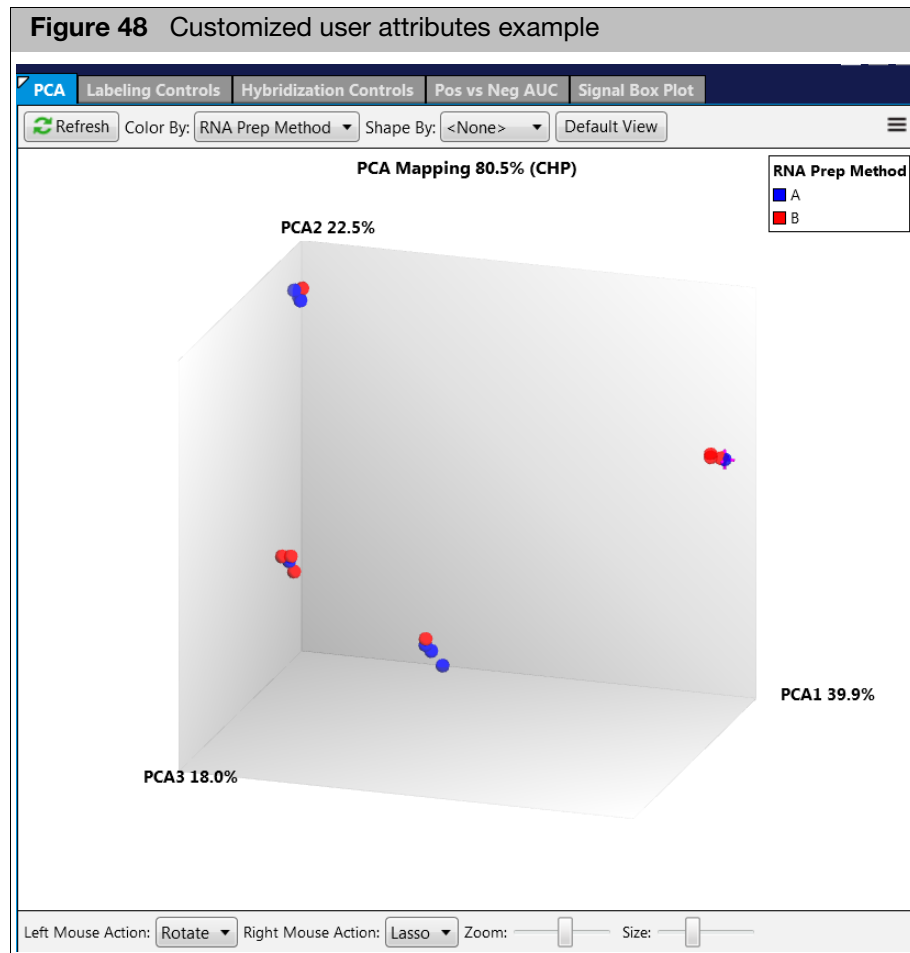 Figure 48 Customized user attributes example
PCA Labeling Controls Hybridization Controls Pos vs Neg AUC Signal Box Plot
Refresh Color By: RNA Prep Method Shape By: <None> Default View
PCA Mapping 80.5% (CHP)
RNA Prep Method
A
B
PCA2 22.5%
PCA1 39.9%
PCA3 18.0%
Left Mouse Action: Rotate Right Mouse Action: Lasso Zoom: Size: